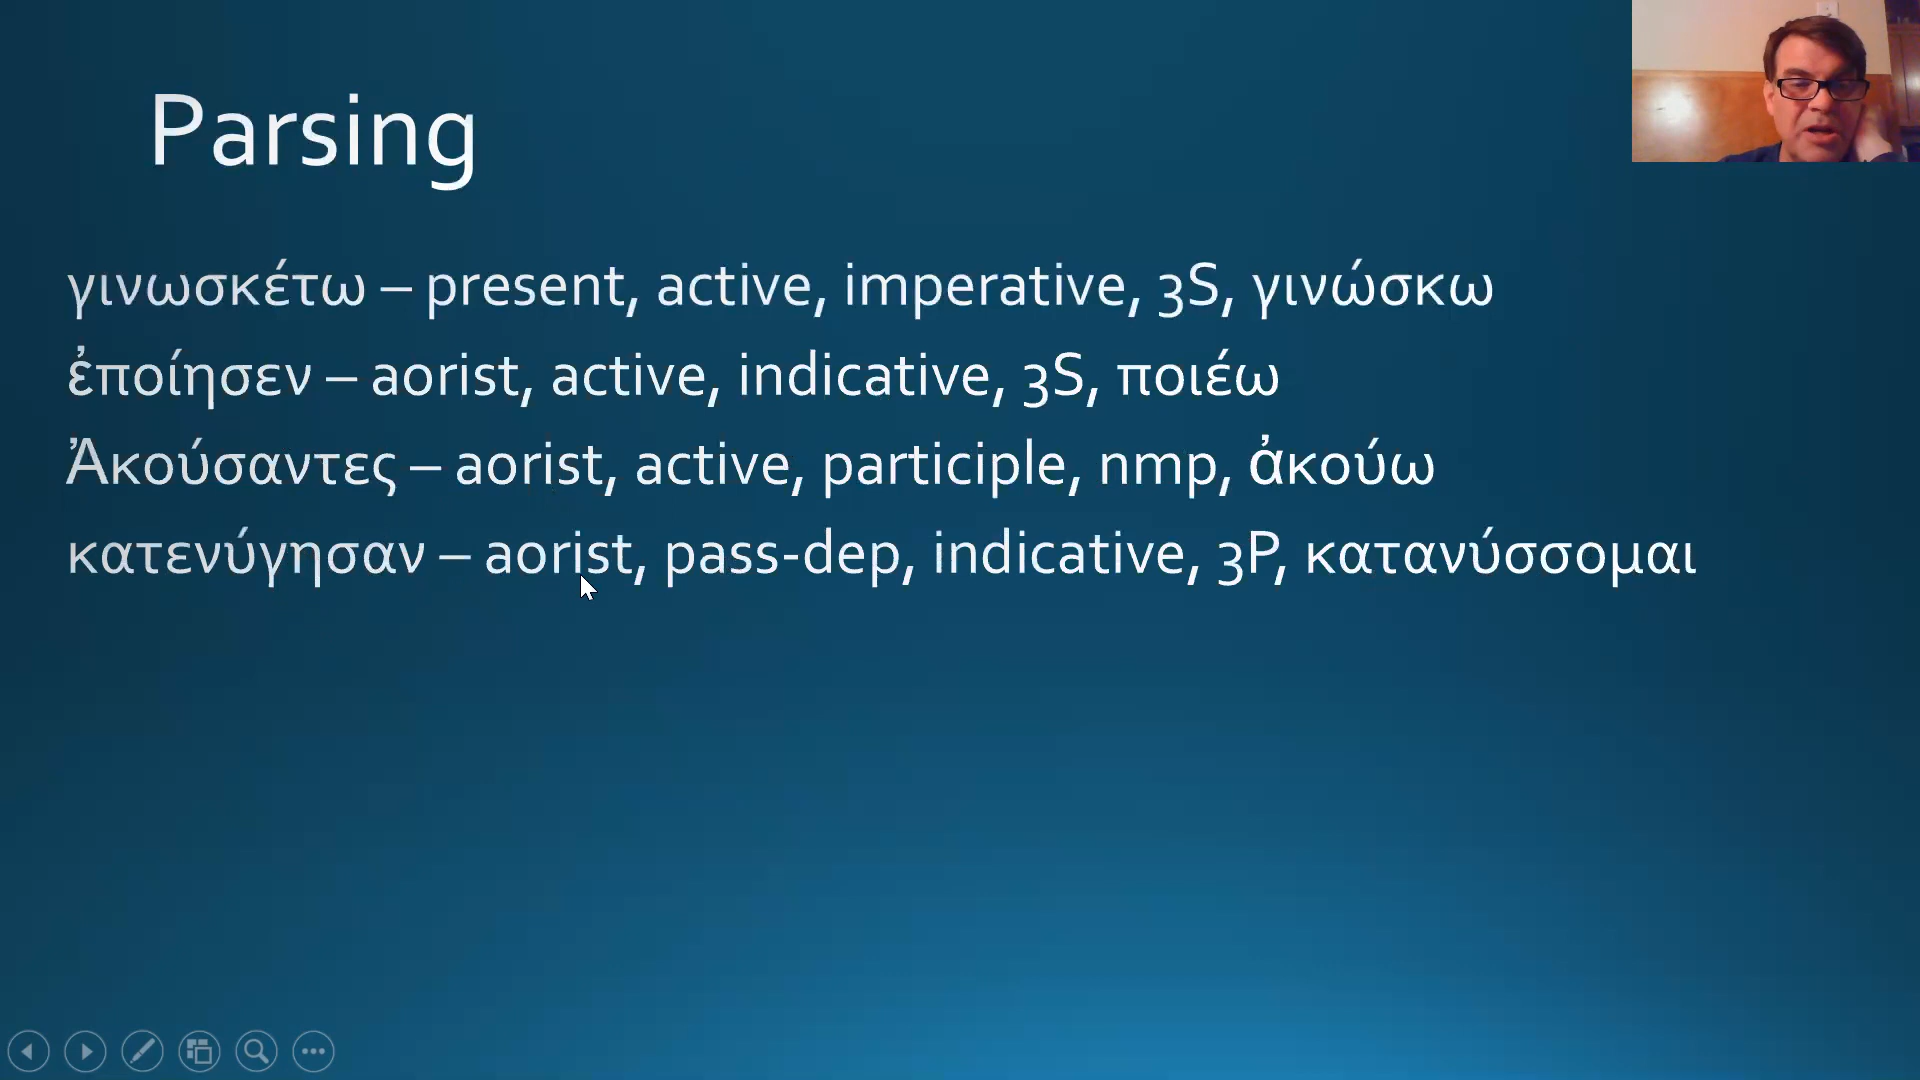 Parsing
γινωσκέτω – present, active, imperative, 3S, γινώσκω
ἐποίησεν – aorist, active, indicative, 3S, ποιέω
Ἀκούσαντες – aorist, active, participle, nmp, ἀκούω
κατενύγησαν – aorist, pass-dep, indicative, 3P, κατανύσσομαι